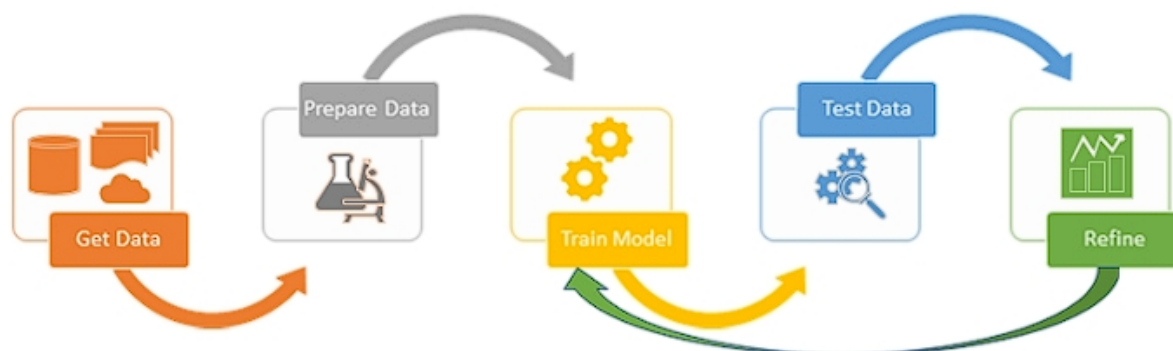 Get Data
Prepare Data
Train Model
Test Data
Refine